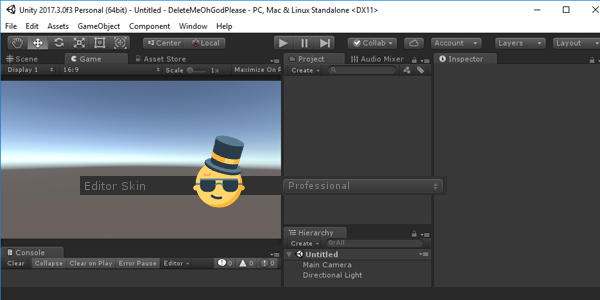 Unity 2017.3.0f3 Personal (64bit) - Untitled - DeleteMeOhGodPlease - PC, Mac & Linux Standalone <DX11>
File Edit Assets GameObject Component Window Help
Center Local Collab Account Layers Layout
Scene Game Asset Store Project Audio Mixer Inspector
Display 1 16:9 Scale 1x Maximize On P Create
Editor Skin Professional
Hierarchy
Create All
Console Untitled
Clear Collapse Clear on Play Error Pause Editor 0 0 0 Main Camera
Directional Light